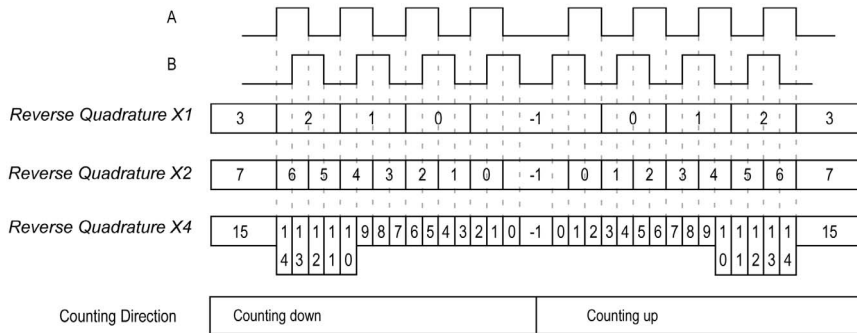 A
B
Reverse Quadrature X1 3 2 1 0 -1 0 1 2 3
Reverse Quadrature X2 7 6 5 4 3 2 1 0 -1 0 1 2 3 4 5 6 7
Reverse Quadrature X4 15 14 13 12 11 10 9 8 7 6 5 4 3 2 1 0 -1 0 1 2 3 4 5 6 7 8 9 10 11 12 13 14 15
Counting Direction Counting down Counting up